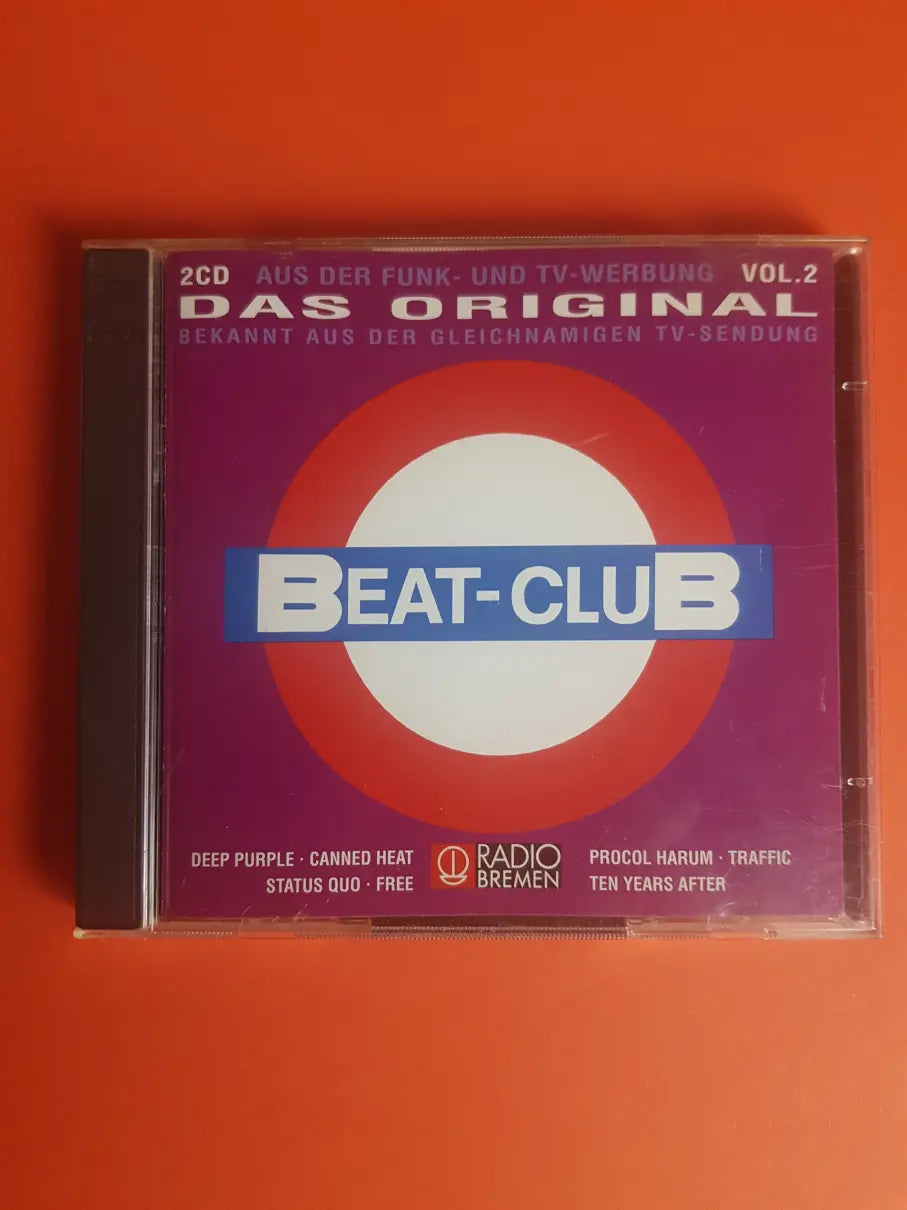 2CD AUS DER FUNK- UND TV-WERBUNG VOL.2
DAS ORIGINAL
BEKANNT AUS DER GLEICHNAMIGEN TV-SENDUNG
BEAT-CLUB
DEEP PURPLE · CANNED HEAT
STATUS QUO · FREE
RADIO
BREMEN
PROCOL HARUM · TRAFFIC
TEN YEARS AFTER